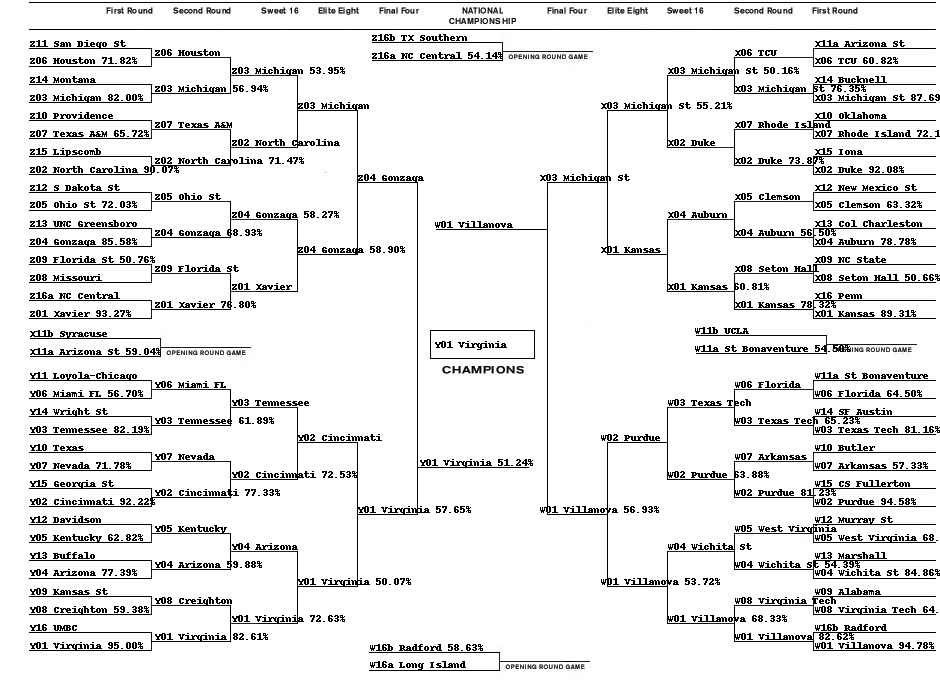 First Round Second Round Sweet 16 Elite Eight Final Four NATIONAL CHAMPIONSHIP Final Four Elite Eight Sweet 16 Second Round First Round
Z16b TX Southern
Z16a NC Central 54.14%
OPENING ROUND GAME
Z11 San Diego St
Z06 Houston 71.82%
Z14 Montana
Z03 Michigan 82.00%
Z10 Providence
Z07 Texas A&M 65.72%
Z15 Lipscomb
Z02 North Carolina 90.07%
Z12 S Dakota St
Z05 Ohio St 72.03%
Z13 UNC Greensboro
Z04 Gonzaga 85.58%
Z09 Florida St 50.76%
Z08 Missouri
Z16a NC Central
Z01 Xavier 93.27%
Z06 Houston
Z03 Michigan 56.94%
Z07 Texas A&M
Z02 North Carolina 71.47%
Z05 Ohio St
Z04 Gonzaga 68.93%
Z09 Florida St
Z01 Xavier 76.80%
Z03 Michigan 53.95%
Z02 North Carolina
Z04 Gonzaga 58.27%
Z01 Xavier
Z03 Michigan
Z04 Gonzaga 58.90%
Z04 Gonzaga
X11b Syracuse
X11a Arizona St 59.04%
OPENING ROUND GAME
Y11 Loyola-Chicago
Y06 Miami FL 56.70%
Y14 Wright St
Y03 Tennessee 82.19%
Y10 Texas
Y07 Nevada 71.78%
Y15 Georgia St
Y02 Cincinnati 92.22%
Y12 Davidson
Y05 Kentucky 62.82%
Y13 Buffalo
Y04 Arizona 77.39%
Y09 Kansas St
Y08 Creighton 59.38%
Y16 UMBC
Y01 Virginia 95.00%
Y06 Miami FL
Y03 Tennessee 61.89%
Y07 Nevada
Y02 Cincinnati 77.33%
Y05 Kentucky
Y04 Arizona 59.88%
Y08 Creighton
Y01 Virginia 82.61%
Y03 Tennessee
Y02 Cincinnati 72.53%
Y04 Arizona
Y01 Virginia 72.63%
Y02 Cincinnati
Y01 Virginia 50.07%
Y01 Virginia 57.65%
Y01 Virginia 51.24%
W01 Villanova
Y01 Virginia
CHAMPIONS
X03 Michigan St
X03 Michigan St 55.21%
X01 Kansas
X03 Michigan St 50.16%
X02 Duke
X04 Auburn
X01 Kansas 60.81%
X06 TCU
X03 Michigan St 76.35%
X07 Rhode Island
X02 Duke 73.87%
X05 Clemson
X04 Auburn 56.50%
X08 Seton Hall
X01 Kansas 78.32%
X11a Arizona St
X06 TCU 60.82%
X14 Bucknell
X03 Michigan St 87.69
X10 Oklahoma
X07 Rhode Island 72.1
X15 Iona
X02 Duke 92.08%
X12 New Mexico St
X05 Clemson 63.32%
X13 Col Charleston
X04 Auburn 78.78%
X09 NC State
X08 Seton Hall 50.66%
X16 Penn
X01 Kansas 89.31%
W11b UCLA
W11a St Bonaventure 54.50%
OPENING ROUND GAME
W01 Villanova 56.93%
W02 Purdue
W01 Villanova 53.72%
W03 Texas Tech
W02 Purdue 63.88%
W04 Wichita St
W01 Villanova 68.33%
W06 Florida
W03 Texas Tech 65.23%
W07 Arkansas
W02 Purdue 81.23%
W05 West Virginia
W04 Wichita St 54.39%
W08 Virginia Tech
W01 Villanova 82.62%
W11a St Bonaventure
W06 Florida 64.50%
W14 SF Austin
W03 Texas Tech 81.16%
W10 Butler
W07 Arkansas 57.33%
W15 CS Fullerton
W02 Purdue 94.58%
W12 Murray St
W05 West Virginia 68.
W13 Marshall
W04 Wichita St 84.86%
W09 Alabama
W08 Virginia Tech 64.
W16b Radford
W01 Villanova 94.78%
W16b Radford 58.63%
W16a Long Island
OPENING ROUND GAME